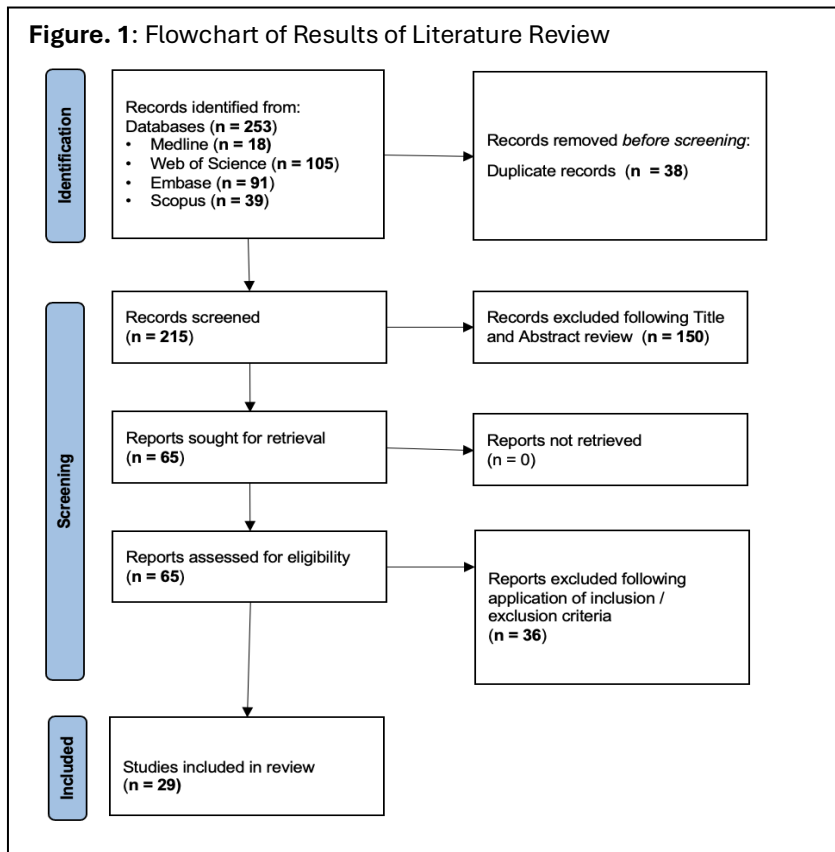 Figure. 1: Flowchart of Results of Literature Review
Identification
Records identified from:
Databases (n = 253)
• Medline (n = 18)
• Web of Science (n = 105)
• Embase (n = 91)
• Scopus (n = 39)
Records removed before screening:
Duplicate records (n = 38)
Screening
Records screened
(n = 215)
Records excluded following Title
and Abstract review (n = 150)
Reports sought for retrieval
(n = 65)
Reports not retrieved
(n = 0)
Reports assessed for eligibility
(n = 65)
Reports excluded following
application of inclusion /
exclusion criteria
(n = 36)
Included
Studies included in review
(n = 29)